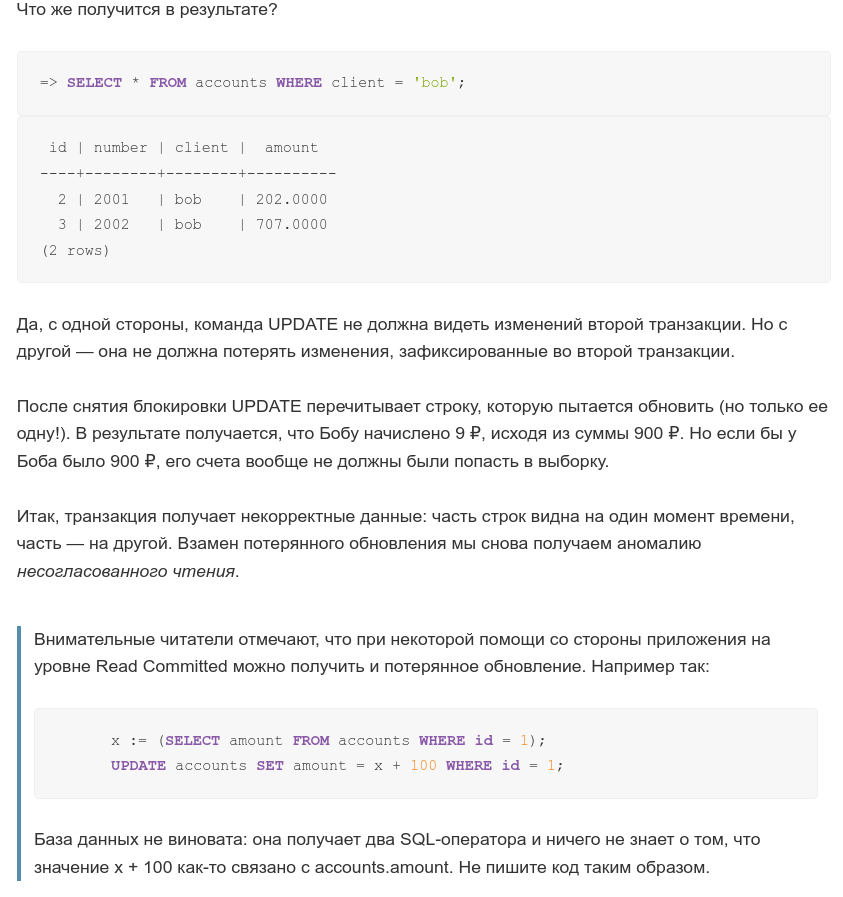 Что же получится в результате?
=> SELECT * FROM accounts WHERE client = 'bob';
 id | number | client |  amount
----+--------+--------+----------
  2 | 2001   | bob    | 202.0000
  3 | 2002   | bob    | 707.0000
(2 rows)
Да, с одной стороны, команда UPDATE не должна видеть изменений второй транзакции. Но с
другой — она не должна потерять изменения, зафиксированные во второй транзакции.
После снятия блокировки UPDATE перечитывает строку, которую пытается обновить (но только ее
одну!). В результате получается, что Бобу начислено 9 ₽, исходя из суммы 900 ₽. Но если бы у
Боба было 900 ₽, его счета вообще не должны были попасть в выборку.
Итак, транзакция получает некорректные данные: часть строк видна на один момент времени,
часть — на другой. Взамен потерянного обновления мы снова получаем аномалию
несогласованного чтения.
Внимательные читатели отмечают, что при некоторой помощи со стороны приложения на
уровне Read Committed можно получить и потерянное обновление. Например так:
x := (SELECT amount FROM accounts WHERE id = 1);
UPDATE accounts SET amount = x + 100 WHERE id = 1;
База данных не виновата: она получает два SQL-оператора и ничего не знает о том, что
значение x + 100 как-то связано с accounts.amount. Не пишите код таким образом.